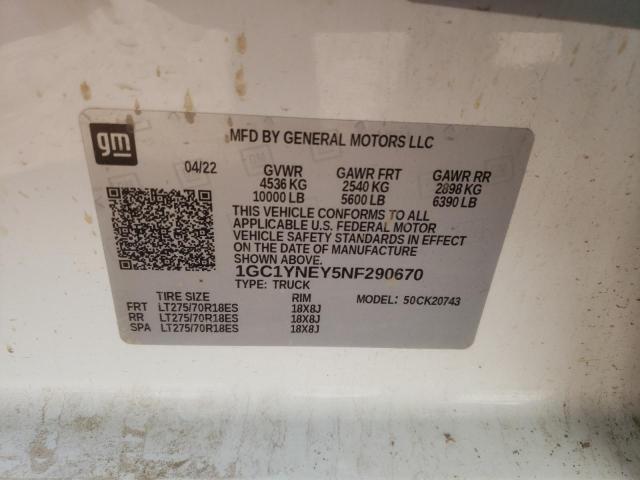 gm
MFD BY GENERAL MOTORS LLC
04/22 GVWR GAWR FRT GAWR RR
4536 KG 2540 KG 2898 KG
10000 LB 5600 LB 6390 LB
THIS VEHICLE CONFORMS TO ALL
APPLICABLE U.S. FEDERAL MOTOR
VEHICLE SAFETY STANDARDS IN EFFECT
ON THE DATE OF MANUFACTURE
SHOWN ABOVE.
1GC1YNEY5NF290670
TYPE: TRUCK
TIRE SIZE RIM MODEL: 50CK20743
FRT LT275/70R18ES 18X8J
RR LT275/70R18ES 18X8J
SPA LT275/70R18ES 18X8J